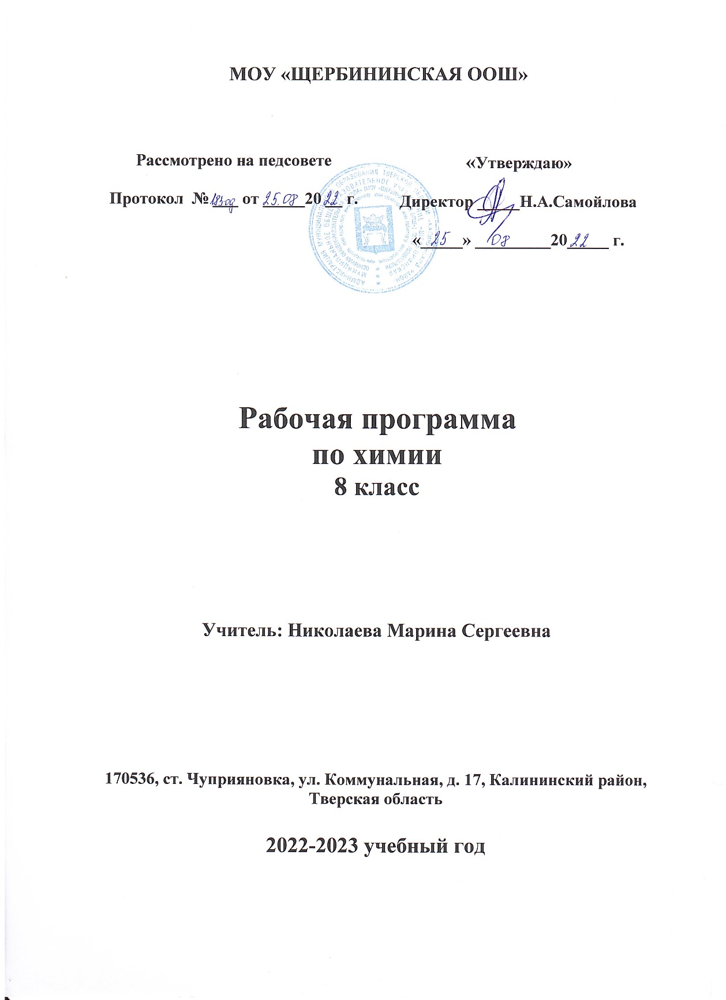 МОУ «ЩЕРБИНИНСКАЯ ООШ»
Рассмотрено на педсовете
Протокол № 183од от 25.08 2022 г.
«Утверждаю»
Директор Н.А.Самойлова
«25» 08 2022 г.
Рабочая программа
по химии
8 класс
Учитель: Николаева Марина Сергеевна
170536, ст. Чуприяновка, ул. Коммунальная, д. 17, Калининский район,
Тверская область
2022-2023 учебный год